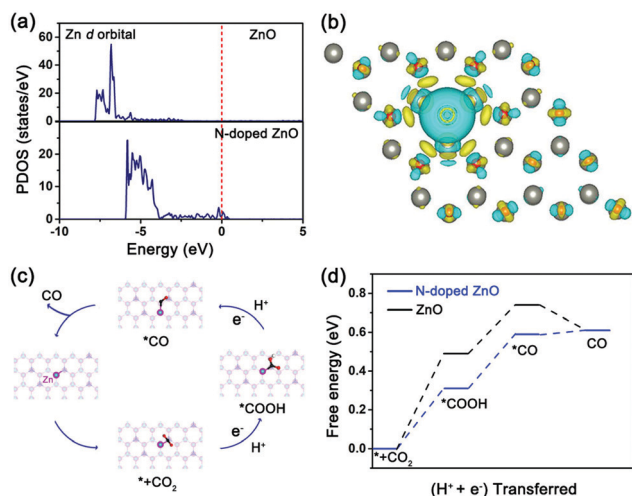 (a)
Zn d orbital
ZnO
60
40
20
0
PDOS (states/eV)
N-doped ZnO
20
10
0
-10
-5
0
5
Energy (eV)
(b)
(c)
CO
*CO
H⁺
e⁻
Zn
*COOH
e⁻
H⁺
*+CO₂
(d)
N-doped ZnO
ZnO
0.8
0.6
0.4
0.2
0.0
Free energy (eV)
*CO
CO
*COOH
*+CO₂
(H⁺ + e⁻) Transferred